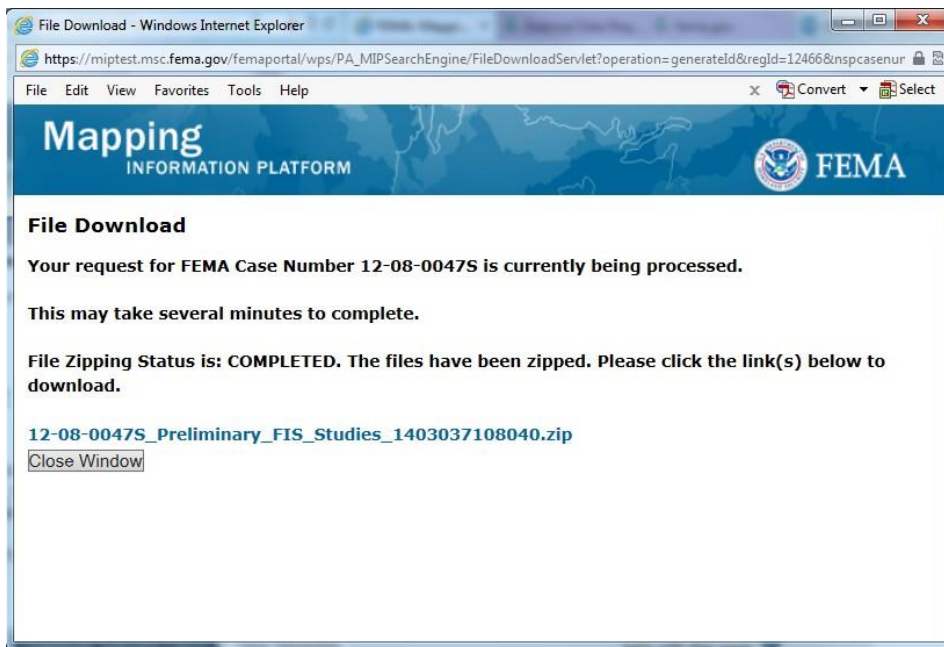 File Download - Windows Internet Explorer
https://miptest.msc.fema.gov/femaportal/wps/PA_MIPSearchEngine/FileDownloadServlet?operation=generateId&regId=12466&nspcasenur
File Edit View Favorites Tools Help x Convert Select
Mapping
INFORMATION PLATFORM
FEMA
File Download
Your request for FEMA Case Number 12-08-0047S is currently being processed.
This may take several minutes to complete.
File Zipping Status is: COMPLETED. The files have been zipped. Please click the link(s) below to
download.
12-08-0047S_Preliminary_FIS_Studies_1403037108040.zip
Close Window